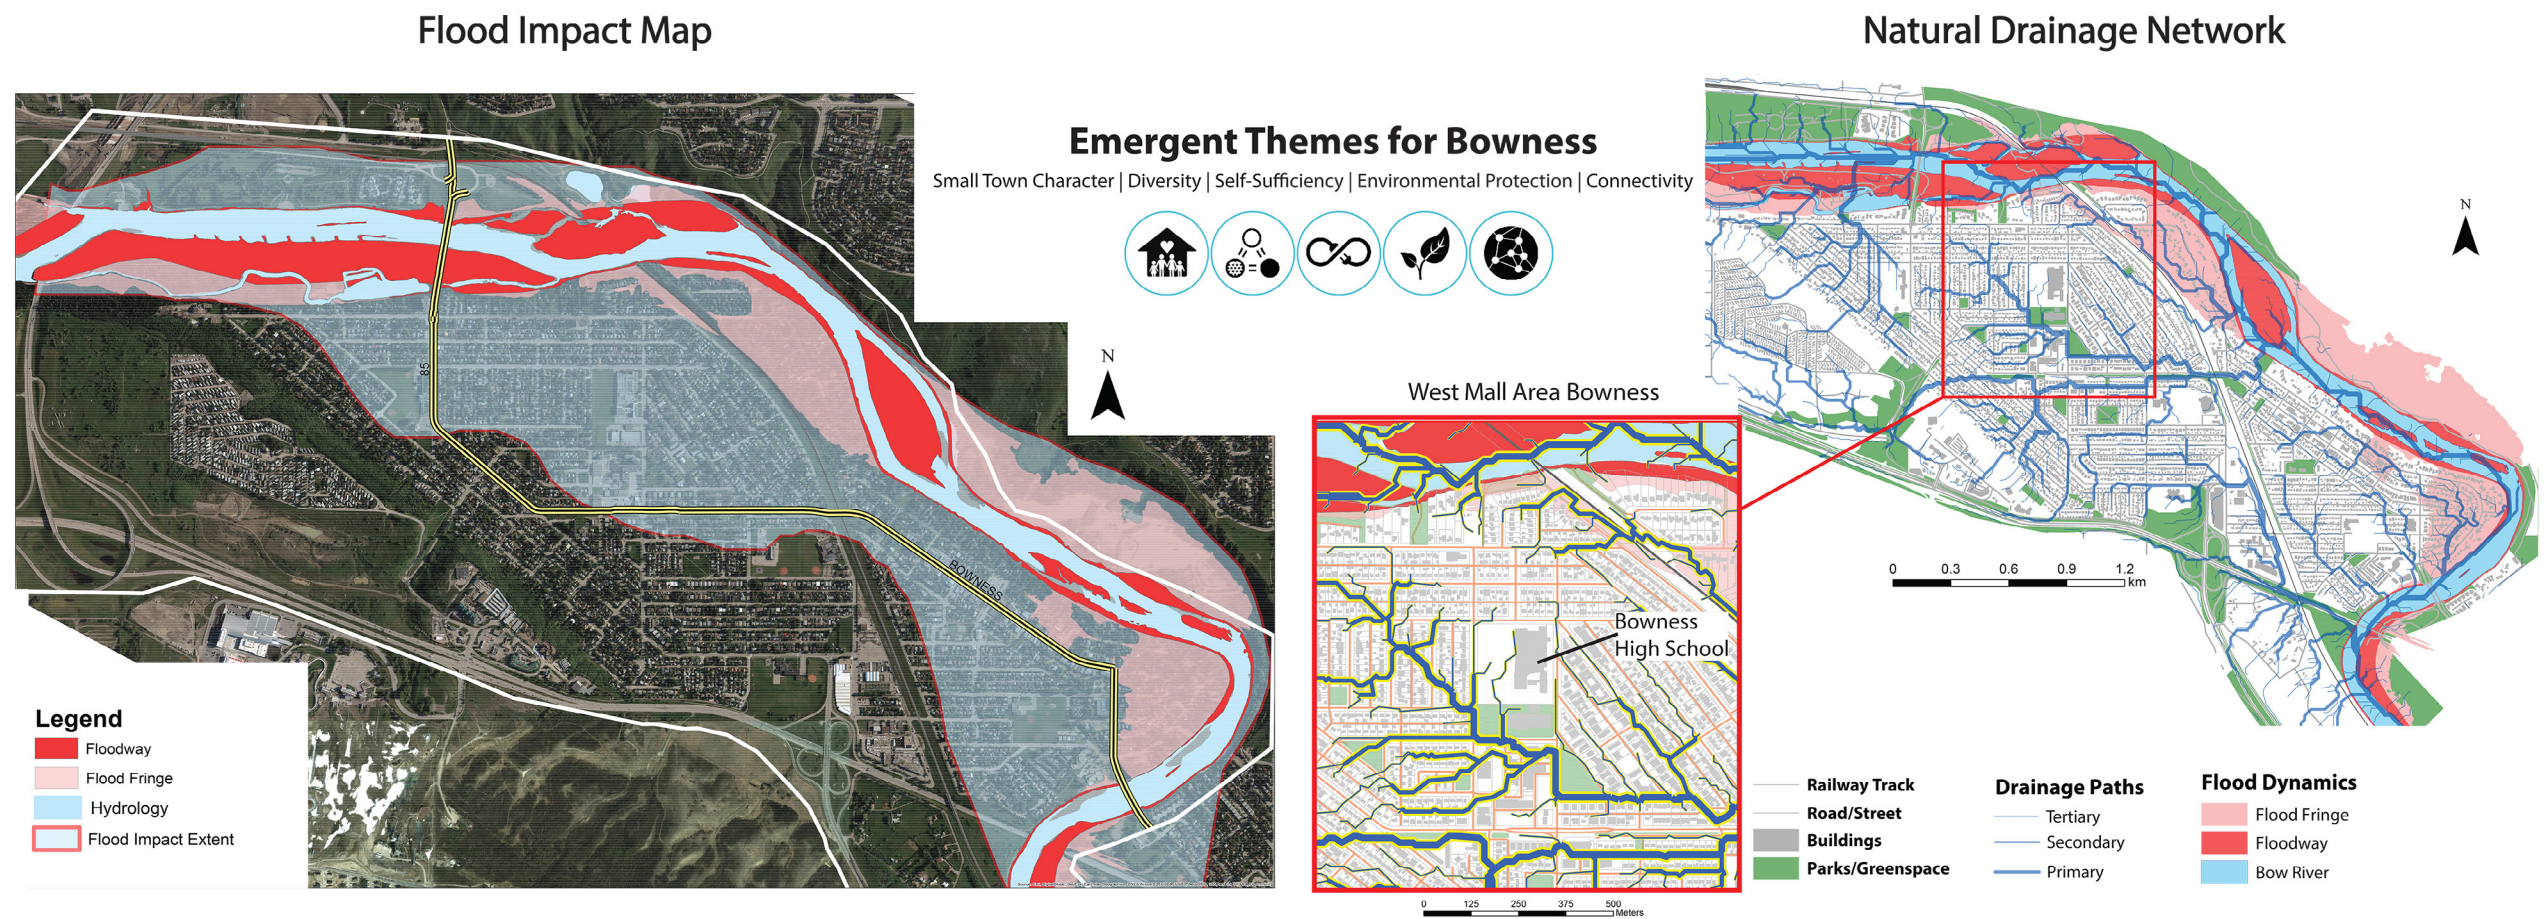 Flood Impact Map
Natural Drainage Network
Emergent Themes for Bowness
Small Town Character | Diversity | Self-Sufficiency | Environmental Protection | Connectivity
N
N
85
BOWNESS
West Mall Area Bowness
Bowness
High School
0 0.3 0.6 0.9 1.2
km
Legend
Floodway
Flood Fringe
Hydrology
Flood Impact Extent
Railway Track
Road/Street
Buildings
Parks/Greenspace
Drainage Paths
Tertiary
Secondary
Primary
Flood Dynamics
Flood Fringe
Floodway
Bow River
0 125 250 375 500
Meters